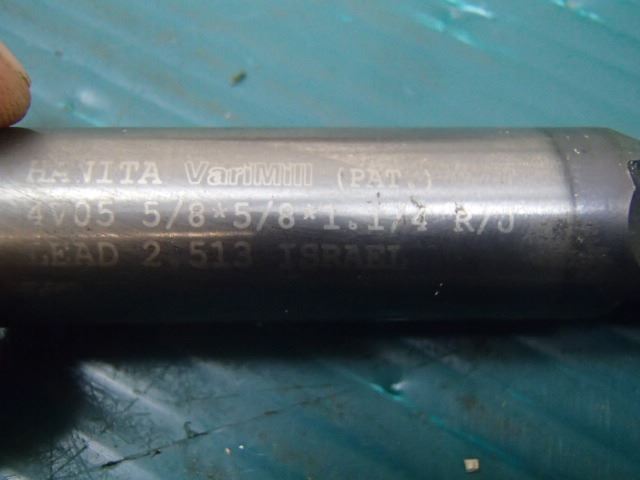 HANITA VariMill (PAT.)
4V05 5/8*5/8*1.1/4 R/J
LEAD 2.513 ISRAEL